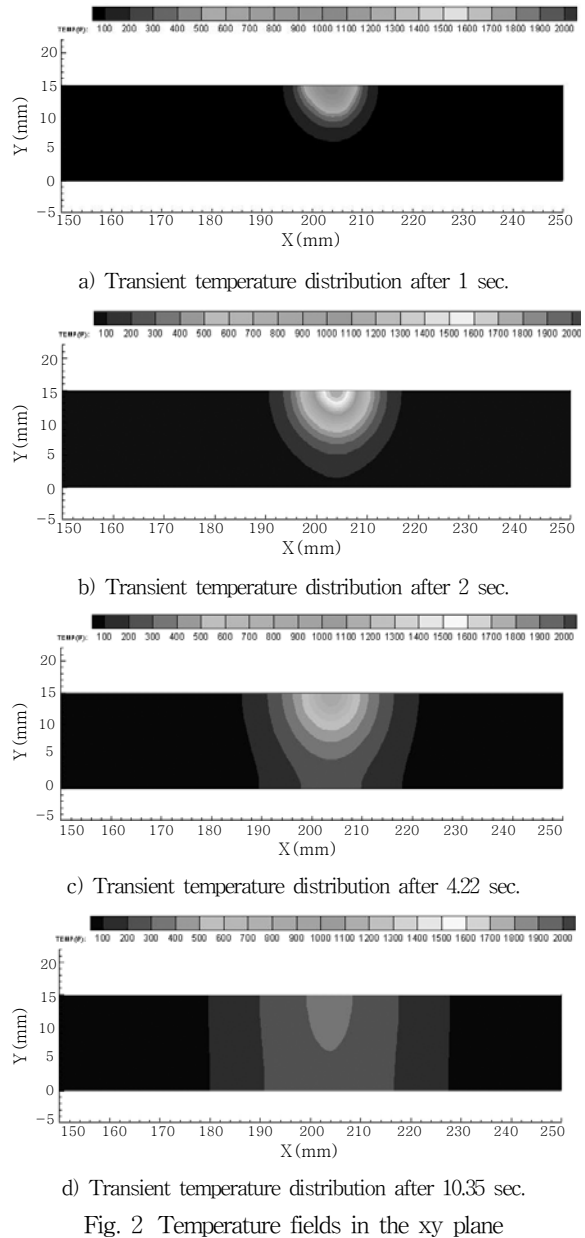 TEMP(F): 100 200 300 400 500 600 700 800 900 1000 1100 1200 1300 1400 1500 1600 1700 1800 2000
20
15
10
5
0
-5
Y(mm)
150 160 170 180 190 200 210 220 230 240 250
X(mm)
a) Transient temperature distribution after 1 sec.
TEMP(F): 100 200 300 400 500 600 700 800 900 1000 1100 1200 1300 1400 1500 1600 1700 1800 2000
20
15
10
5
0
-5
Y(mm)
150 160 170 180 190 200 210 220 230 240 250
X(mm)
b) Transient temperature distribution after 2 sec.
TEMP(F): 100 200 300 400 500 600 700 800 900 1000 1100 1200 1300 1400 1500 1600 1700 1800 2000
20
15
10
5
0
-5
Y(mm)
150 160 170 180 190 200 210 220 230 240 250
X(mm)
c) Transient temperature distribution after 4.22 sec.
TEMP(F): 100 200 300 400 500 600 700 800 900 1000 1100 1200 1300 1400 1500 1600 1700 1800 2000
20
15
10
5
0
-5
Y(mm)
150 160 170 180 190 200 210 220 230 240 250
X(mm)
d) Transient temperature distribution after 10.35 sec.
Fig. 2 Temperature fields in the xy plane